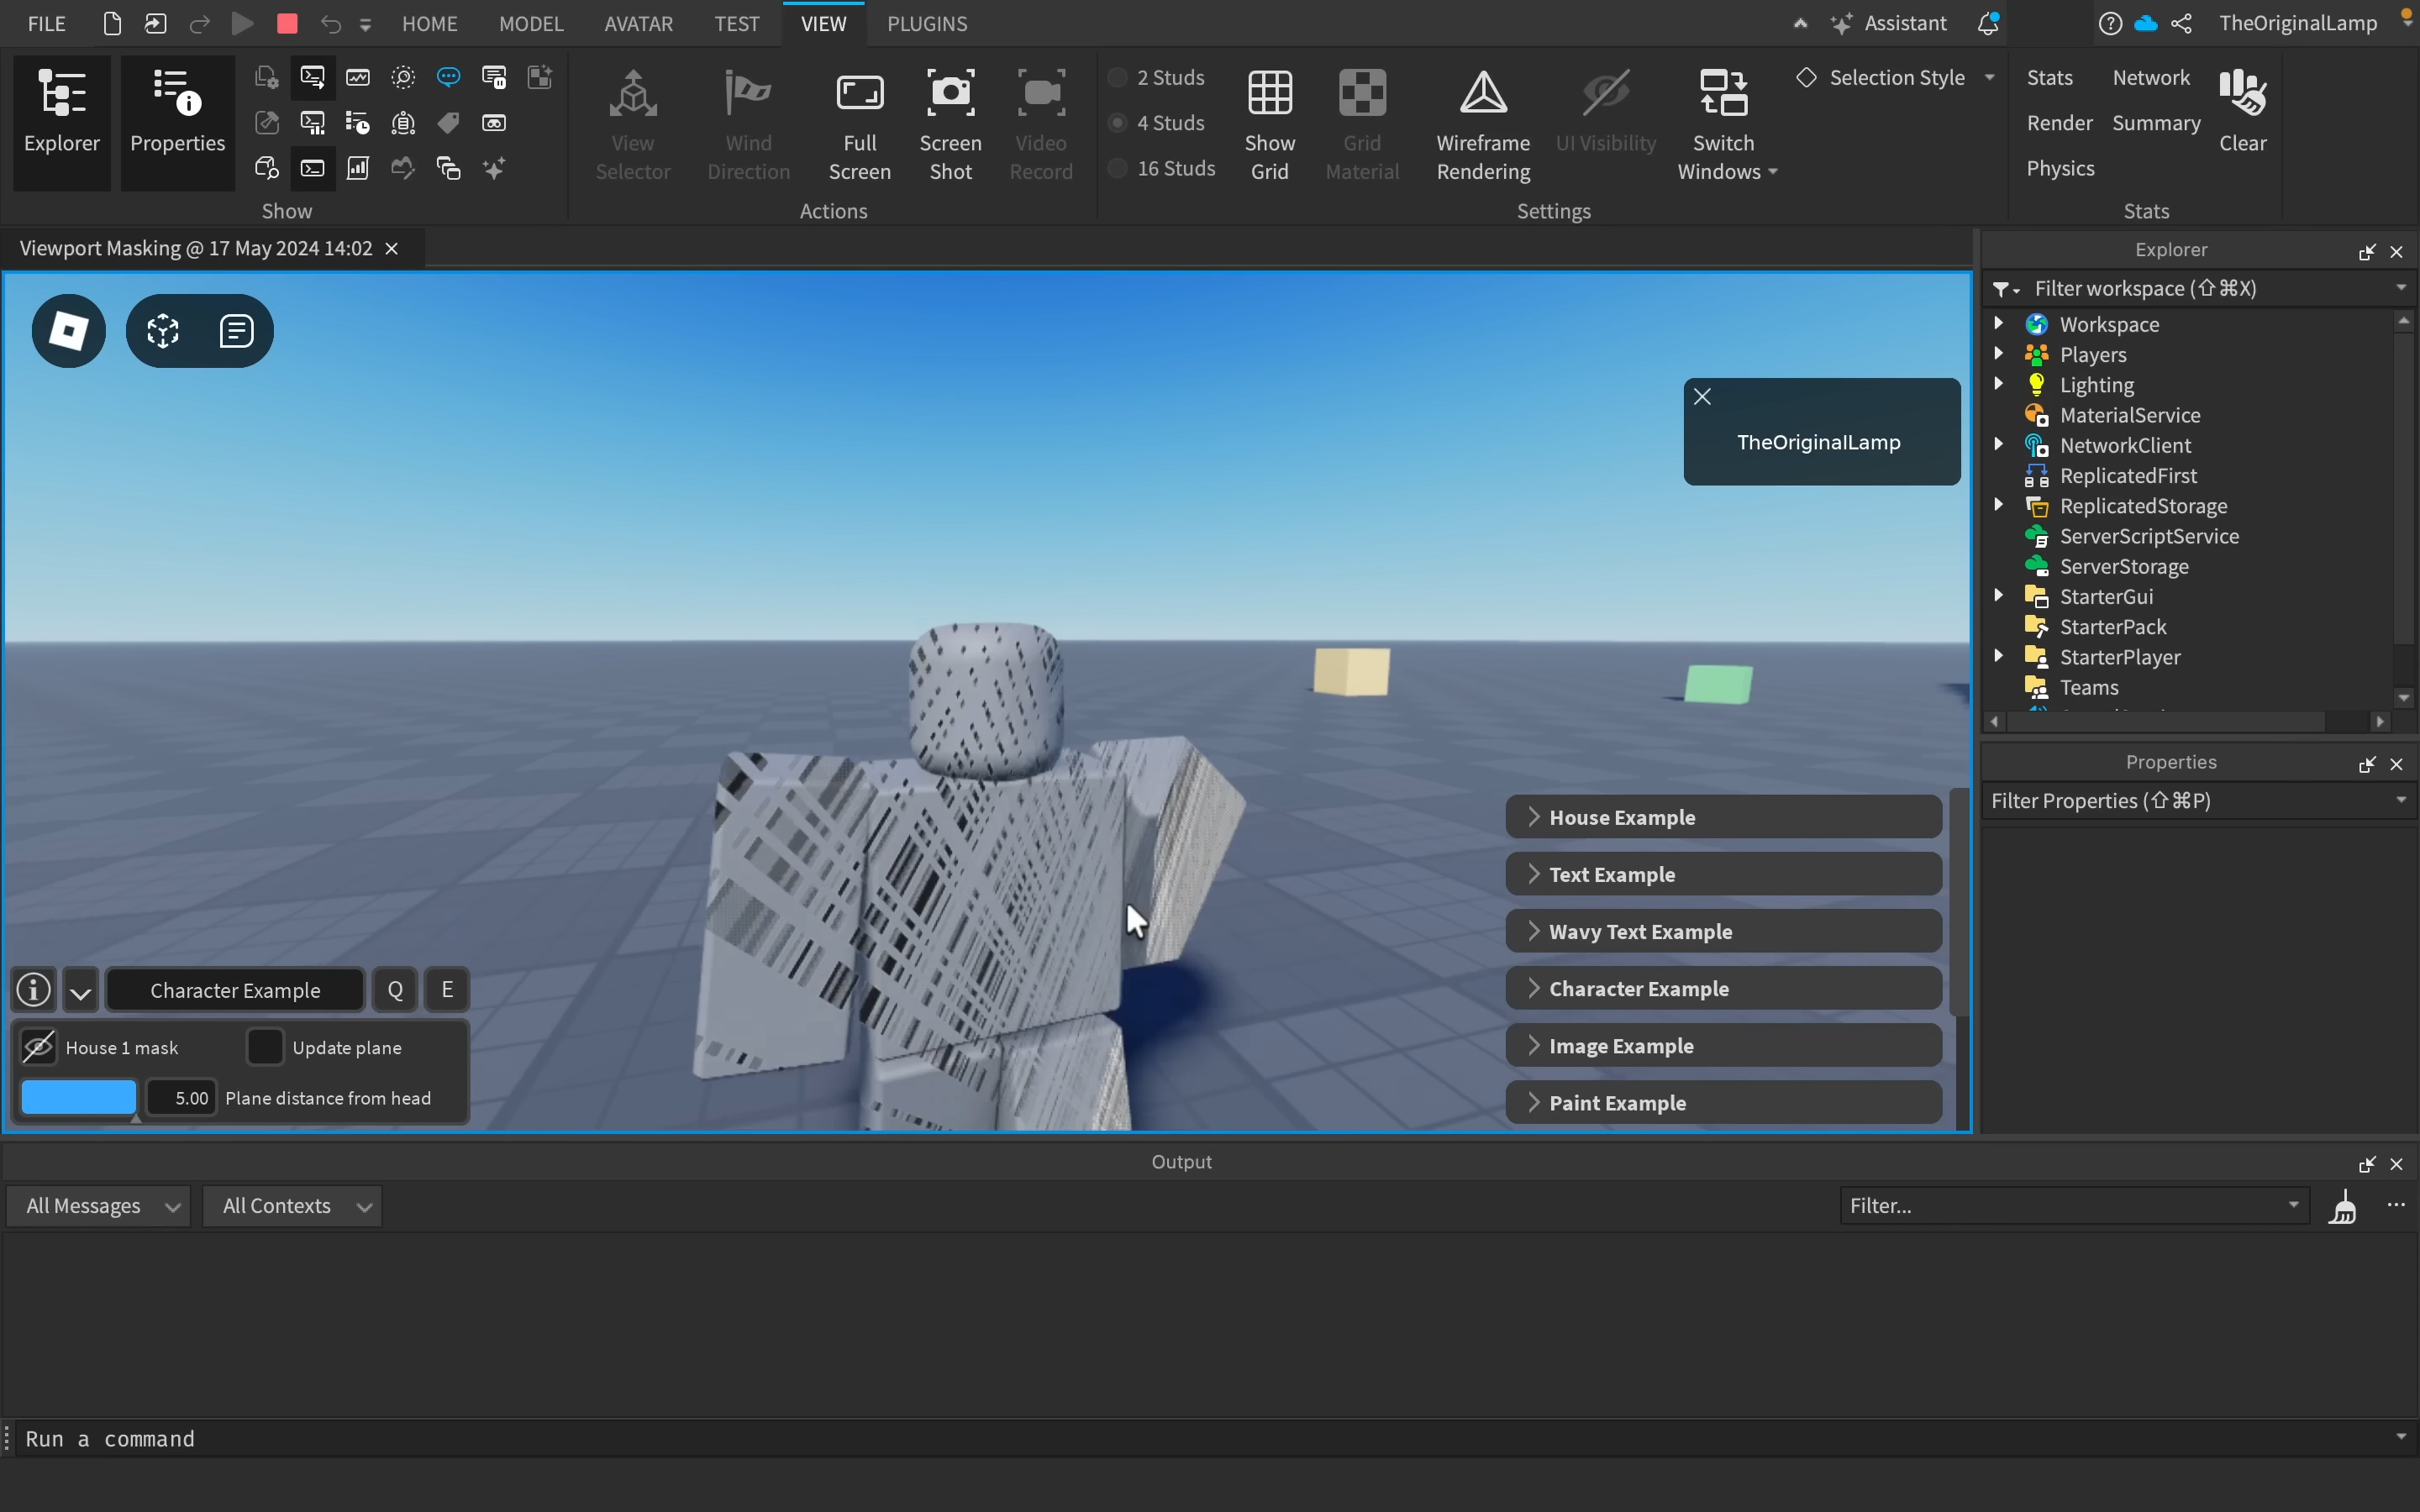 FILE HOME MODEL AVATAR TEST VIEW PLUGINS Assistant TheOriginalLamp
Explorer
Properties
Show
View Selector
Wind Direction
Full Screen
Screen Shot
Video Record
Actions
2 Studs
4 Studs
16 Studs
Show Grid
Grid Material
Wireframe Rendering
UI Visibility
Switch Windows
Selection Style
Settings
Stats Network
Render Summary
Physics
Clear
Stats
Viewport Masking @ 17 May 2024 14:02
TheOriginalLamp
House Example
Text Example
Wavy Text Example
Character Example
Image Example
Paint Example
Character Example Q E
House 1 mask Update plane
5.00 Plane distance from head
Explorer
Filter workspace (⇧⌘X)
Workspace
Players
Lighting
MaterialService
NetworkClient
ReplicatedFirst
ReplicatedStorage
ServerScriptService
ServerStorage
StarterGui
StarterPack
StarterPlayer
Teams
Properties
Filter Properties (⇧⌘P)
Output
All Messages All Contexts Filter...
Run a command